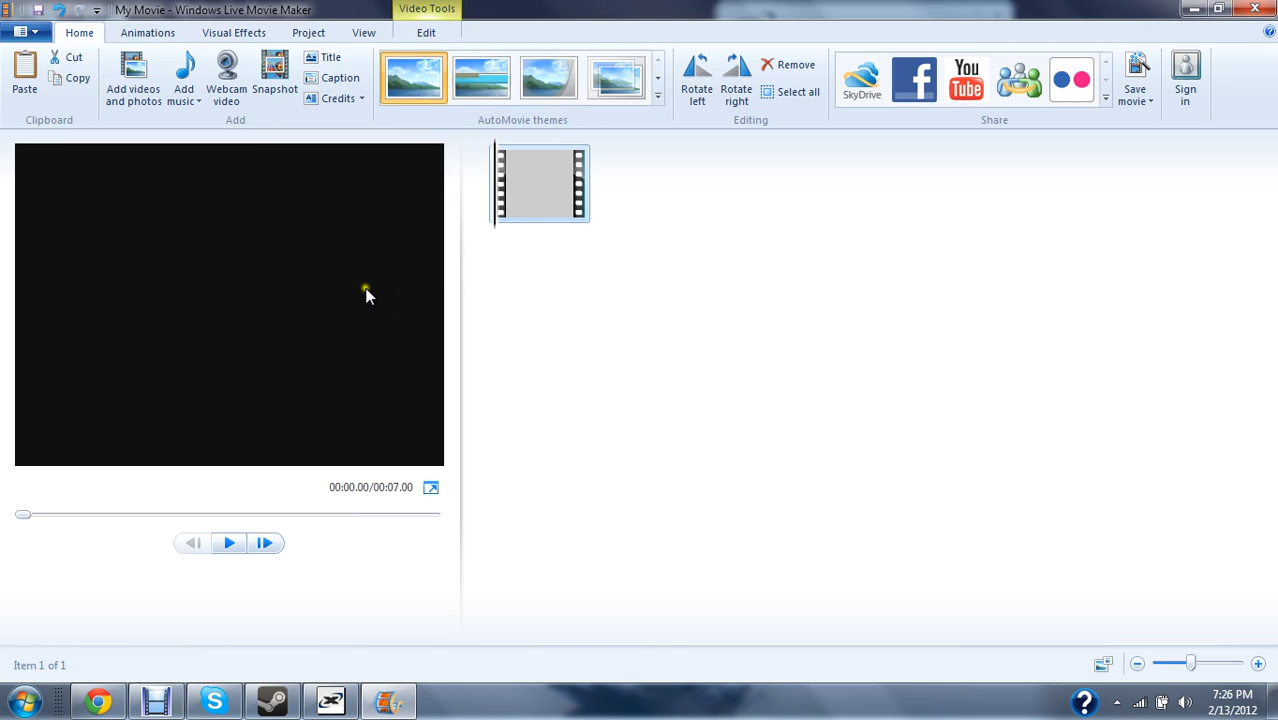 My Movie - Windows Live Movie Maker
Video Tools
Home Animations Visual Effects Project View Edit
Paste
Cut
Copy
Clipboard
Add videos and photos
Add music
Webcam video
Snapshot
Title
Caption
Credits
Add
AutoMovie themes
Rotate left
Rotate right
Remove
Select all
Editing
SkyDrive
f
You Tube
Share
Save movie
Sign in
00:00.00/00:07.00
Item 1 of 1
7:26 PM
2/13/2012